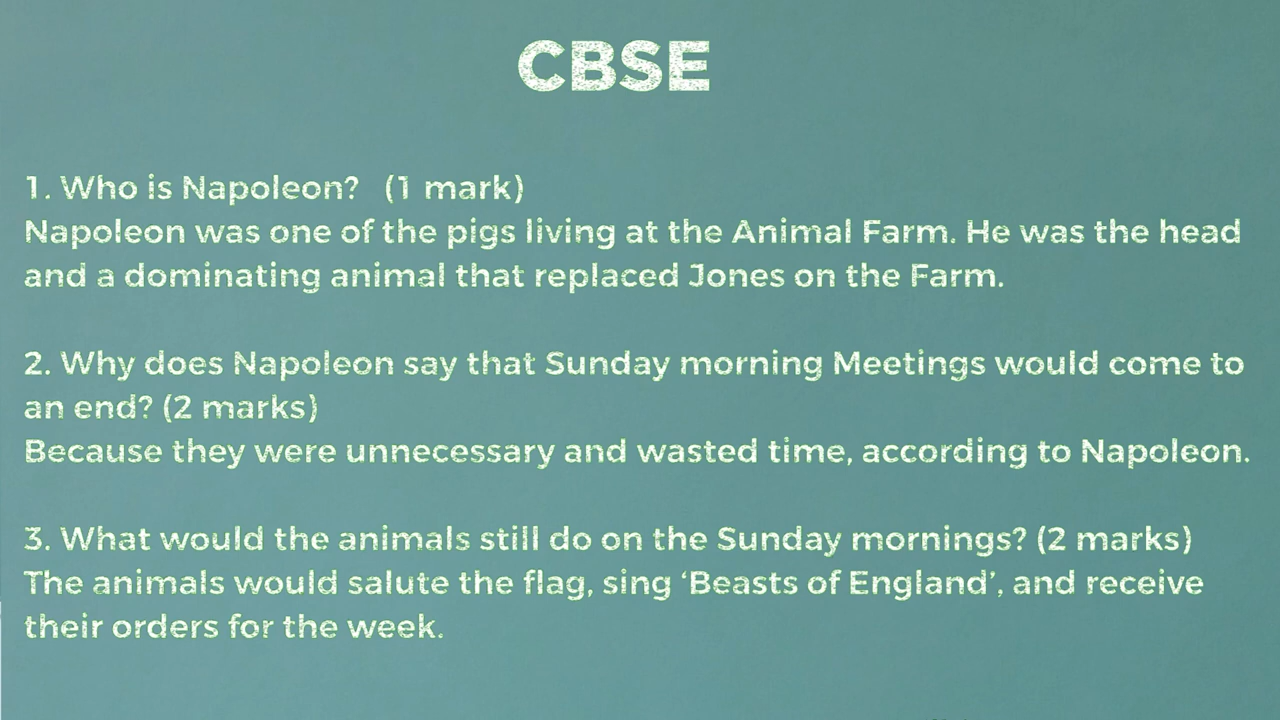 CBSE
1. Who is Napoleon? (1 mark)
Napoleon was one of the pigs living at the Animal Farm. He was the head
and a dominating animal that replaced Jones on the Farm.
2. Why does Napoleon say that Sunday morning Meetings would come to
an end? (2 marks)
Because they were unnecessary and wasted time, according to Napoleon.
3. What would the animals still do on the Sunday mornings? (2 marks)
The animals would salute the flag, sing ‘Beasts of England’, and receive
their orders for the week.